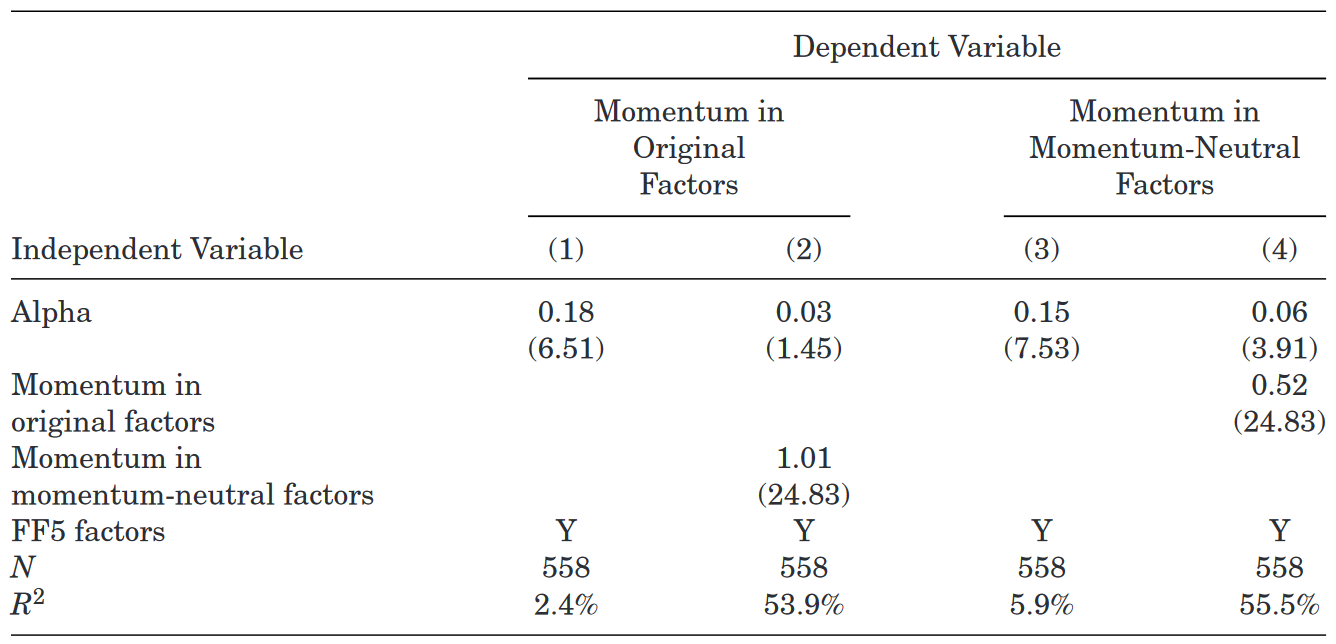 Dependent Variable
Momentum in Momentum in
Original Momentum-Neutral
Factors Factors
Independent Variable (1) (2) (3) (4)
Alpha 0.18 0.03 0.15 0.06
(6.51) (1.45) (7.53) (3.91)
Momentum in 0.52
original factors (24.83)
Momentum in 1.01
momentum-neutral factors (24.83)
FF5 factors Y Y Y Y
N 558 558 558 558
R² 2.4% 53.9% 5.9% 55.5%